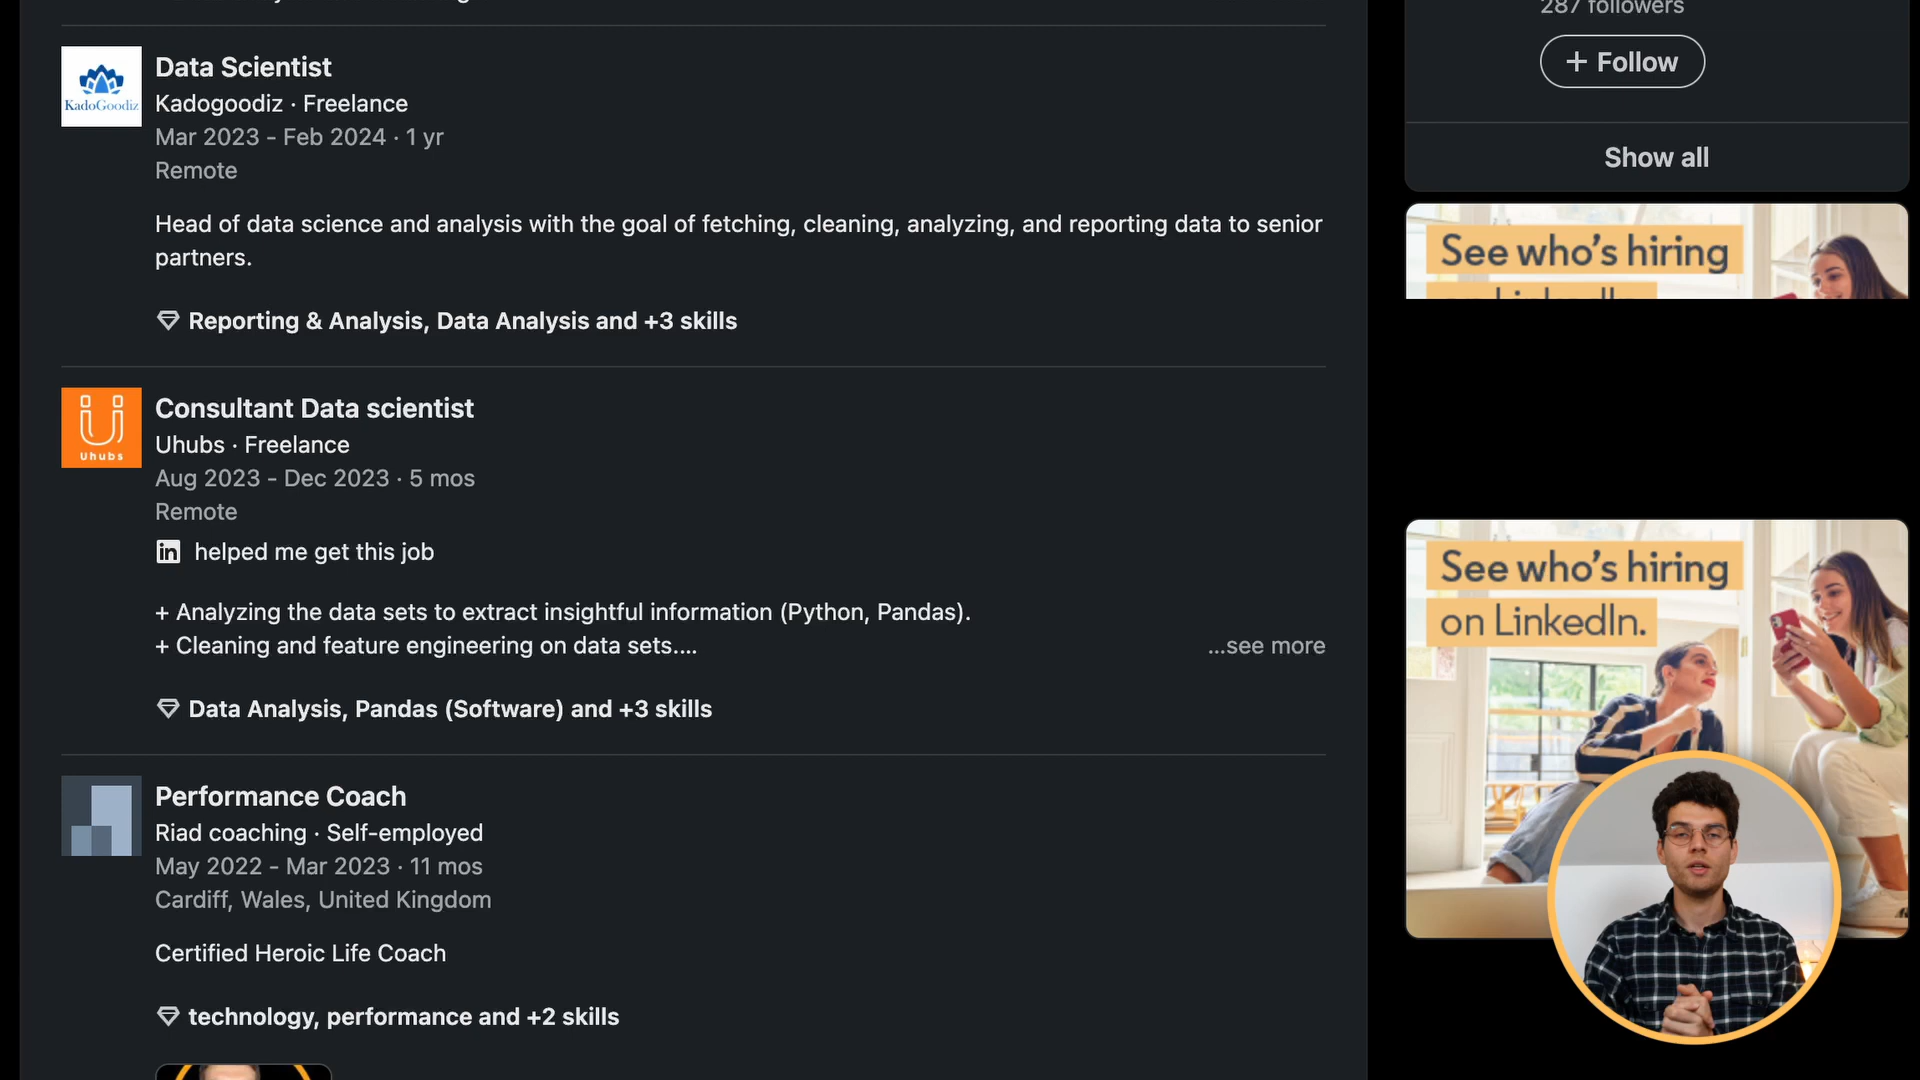 287 followers
+ Follow
Show all
KadoGoodiz
Data Scientist
Kadogoodiz · Freelance
Mar 2023 - Feb 2024 · 1 yr
Remote
Head of data science and analysis with the goal of fetching, cleaning, analyzing, and reporting data to senior
partners.
Reporting & Analysis, Data Analysis and +3 skills
Uhubs
Consultant Data scientist
Uhubs · Freelance
Aug 2023 - Dec 2023 · 5 mos
Remote
in helped me get this job
+ Analyzing the data sets to extract insightful information (Python, Pandas).
+ Cleaning and feature engineering on data sets....
...see more
Data Analysis, Pandas (Software) and +3 skills
Performance Coach
Riad coaching · Self-employed
May 2022 - Mar 2023 · 11 mos
Cardiff, Wales, United Kingdom
Certified Heroic Life Coach
technology, performance and +2 skills
See who's hiring
See who's hiring
on LinkedIn.